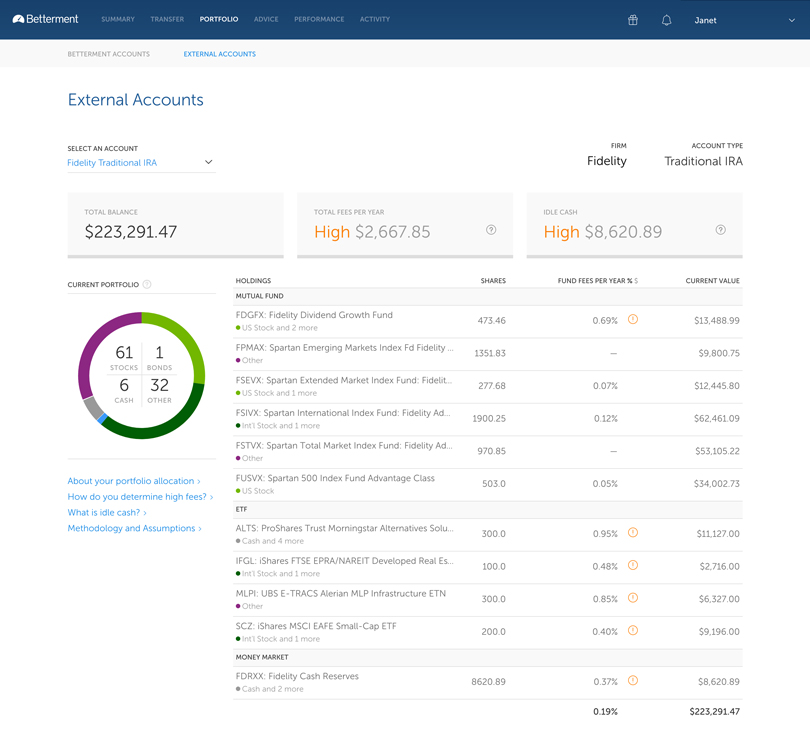 Betterment SUMMARY TRANSFER PORTFOLIO ADVICE PERFORMANCE ACTIVITY Janet
BETTERMENT ACCOUNTS EXTERNAL ACCOUNTS
External Accounts
SELECT AN ACCOUNT
Fidelity Traditional IRA
FIRM ACCOUNT TYPE
Fidelity Traditional IRA
TOTAL BALANCE
$223,291.47
TOTAL FEES PER YEAR
High $2,667.85 ?
IDLE CASH
High $8,620.89 ?
CURRENT PORTFOLIO ?
61 1
STOCKS BONDS
6 32
CASH OTHER
About your portfolio allocation ›
How do you determine high fees? ›
What is idle cash? ›
Methodology and Assumptions ›
HOLDINGS SHARES FUND FEES PER YEAR % $ CURRENT VALUE
MUTUAL FUND
FDGFX: Fidelity Dividend Growth Fund 473.46 0.69% ! $13,488.99
US Stock and 2 more
FPMAX: Spartan Emerging Markets Index Fd Fidelity ... 1351.83 — $9,800.75
Other
FSEVX: Spartan Extended Market Index Fund: Fidelit... 277.68 0.07% $12,445.80
US Stock and 1 more
FSIVX: Spartan International Index Fund: Fidelity Ad... 1900.25 0.12% $62,461.09
Int'l Stock and 1 more
FSTVX: Spartan Total Market Index Fund: Fidelity Ad... 970.85 — $53,105.22
Other
FUSVX: Spartan 500 Index Fund Advantage Class 503.0 0.05% $34,002.73
US Stock
ETF
ALTS: ProShares Trust Morningstar Alternatives Solu... 300.0 0.95% ! $11,127.00
Cash and 4 more
IFGL: iShares FTSE EPRA/NAREIT Developed Real Es... 100.0 0.48% ! $2,716.00
Int'l Stock and 1 more
MLPI: UBS E-TRACS Alerian MLP Infrastructure ETN 300.0 0.85% ! $6,327.00
Other
SCZ: iShares MSCI EAFE Small-Cap ETF 200.0 0.40% ! $9,196.00
Int'l Stock and 1 more
MONEY MARKET
FDRXX: Fidelity Cash Reserves 8620.89 0.37% ! $8,620.89
Cash and 2 more
0.19% $223,291.47